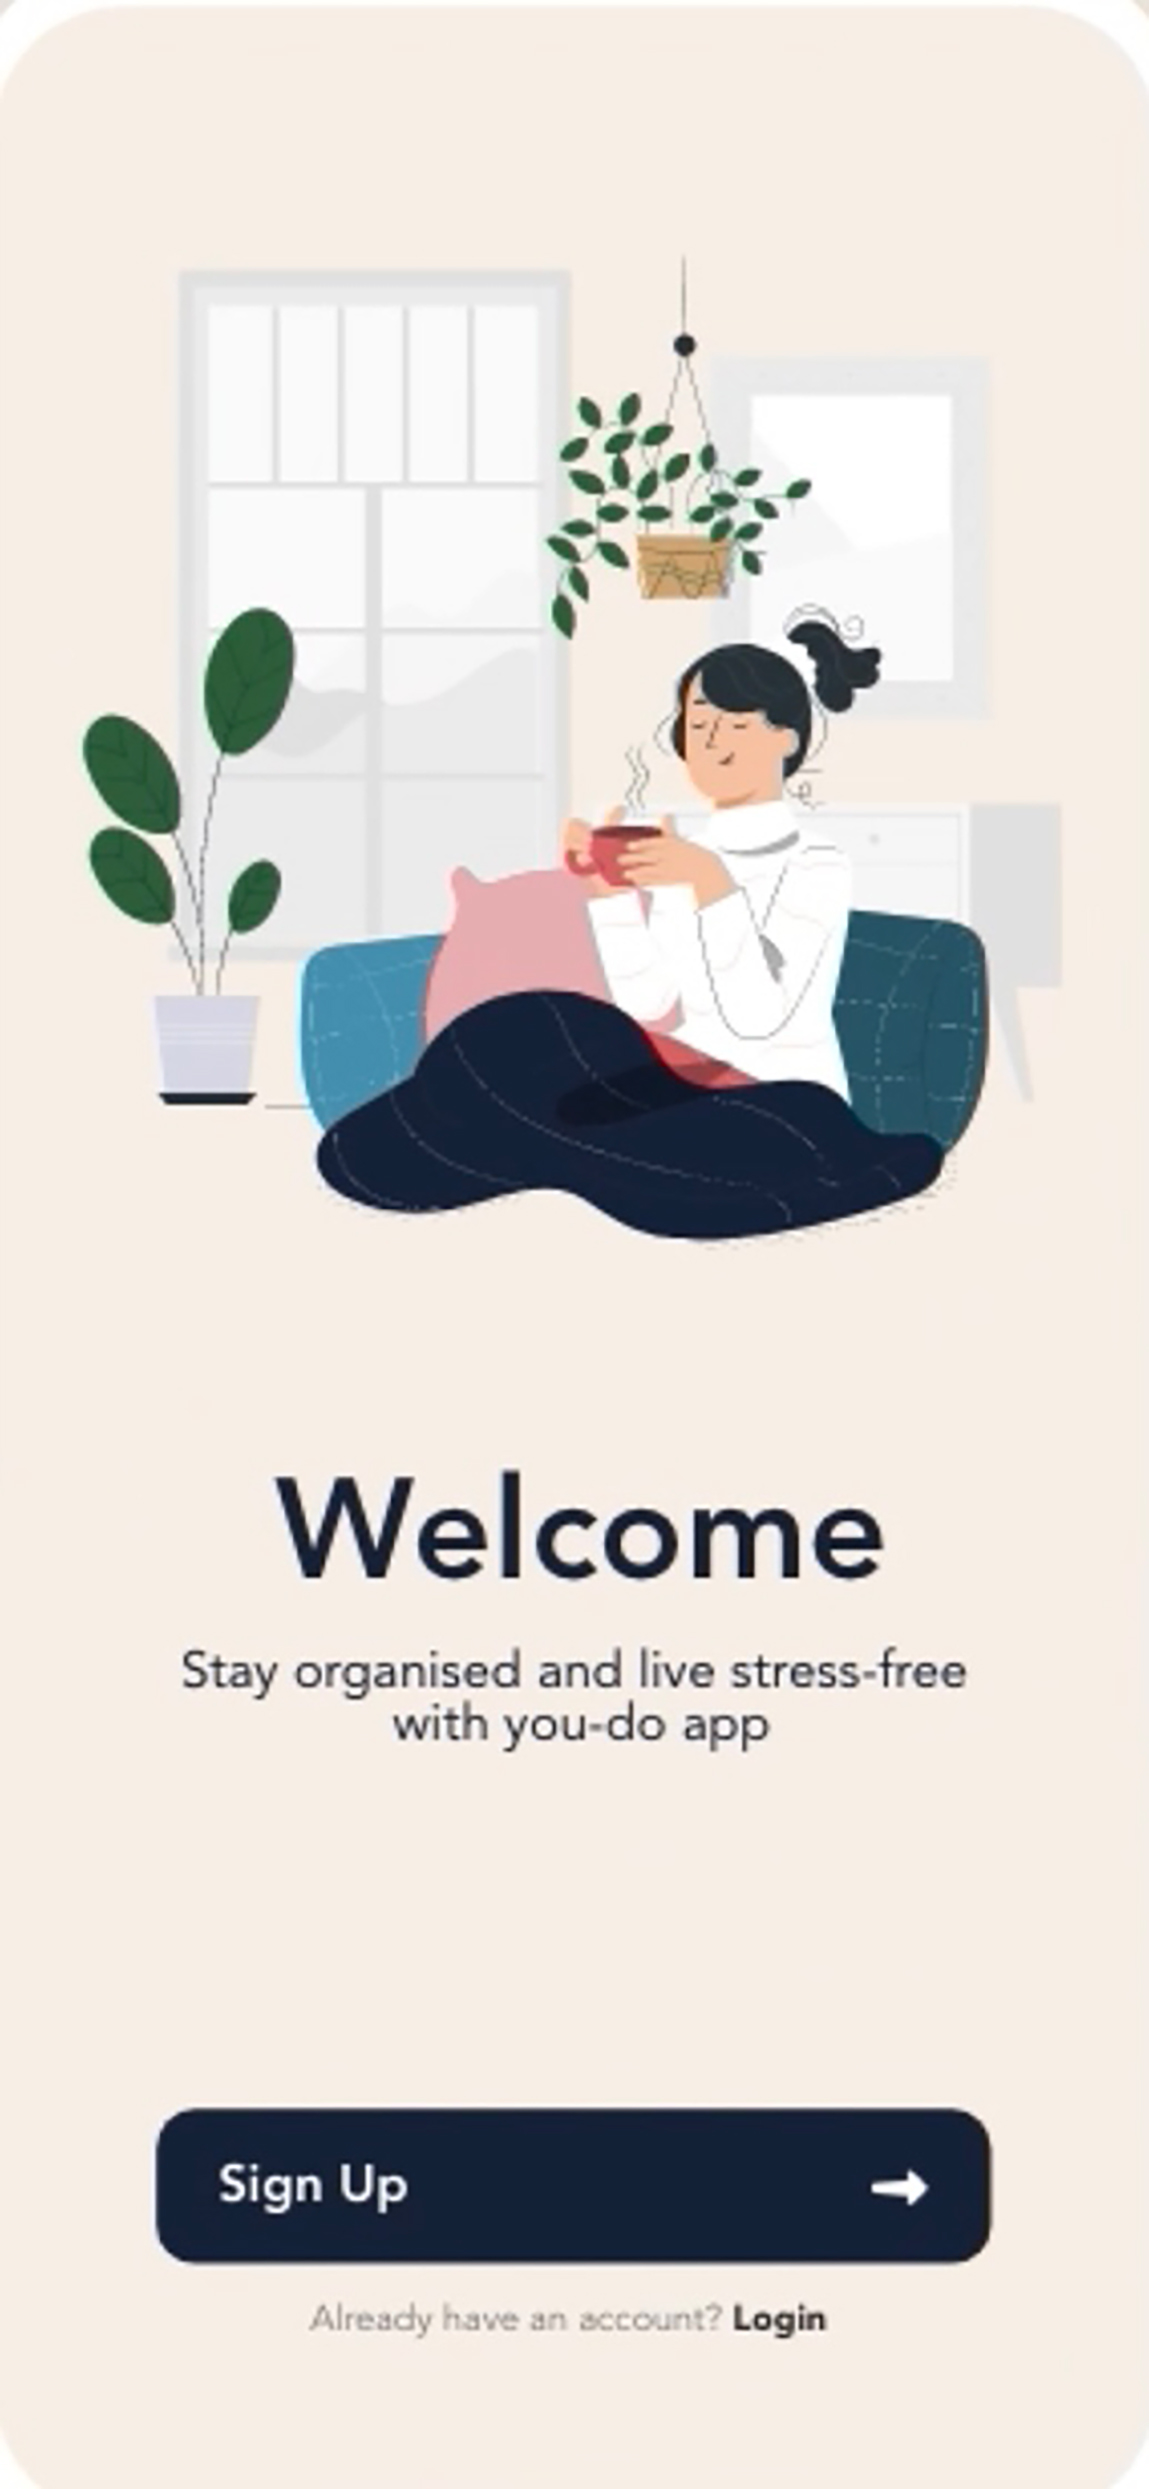 Welcome
Stay organised and live stress-free
with you-do app
Sign Up
Already have an account? Login